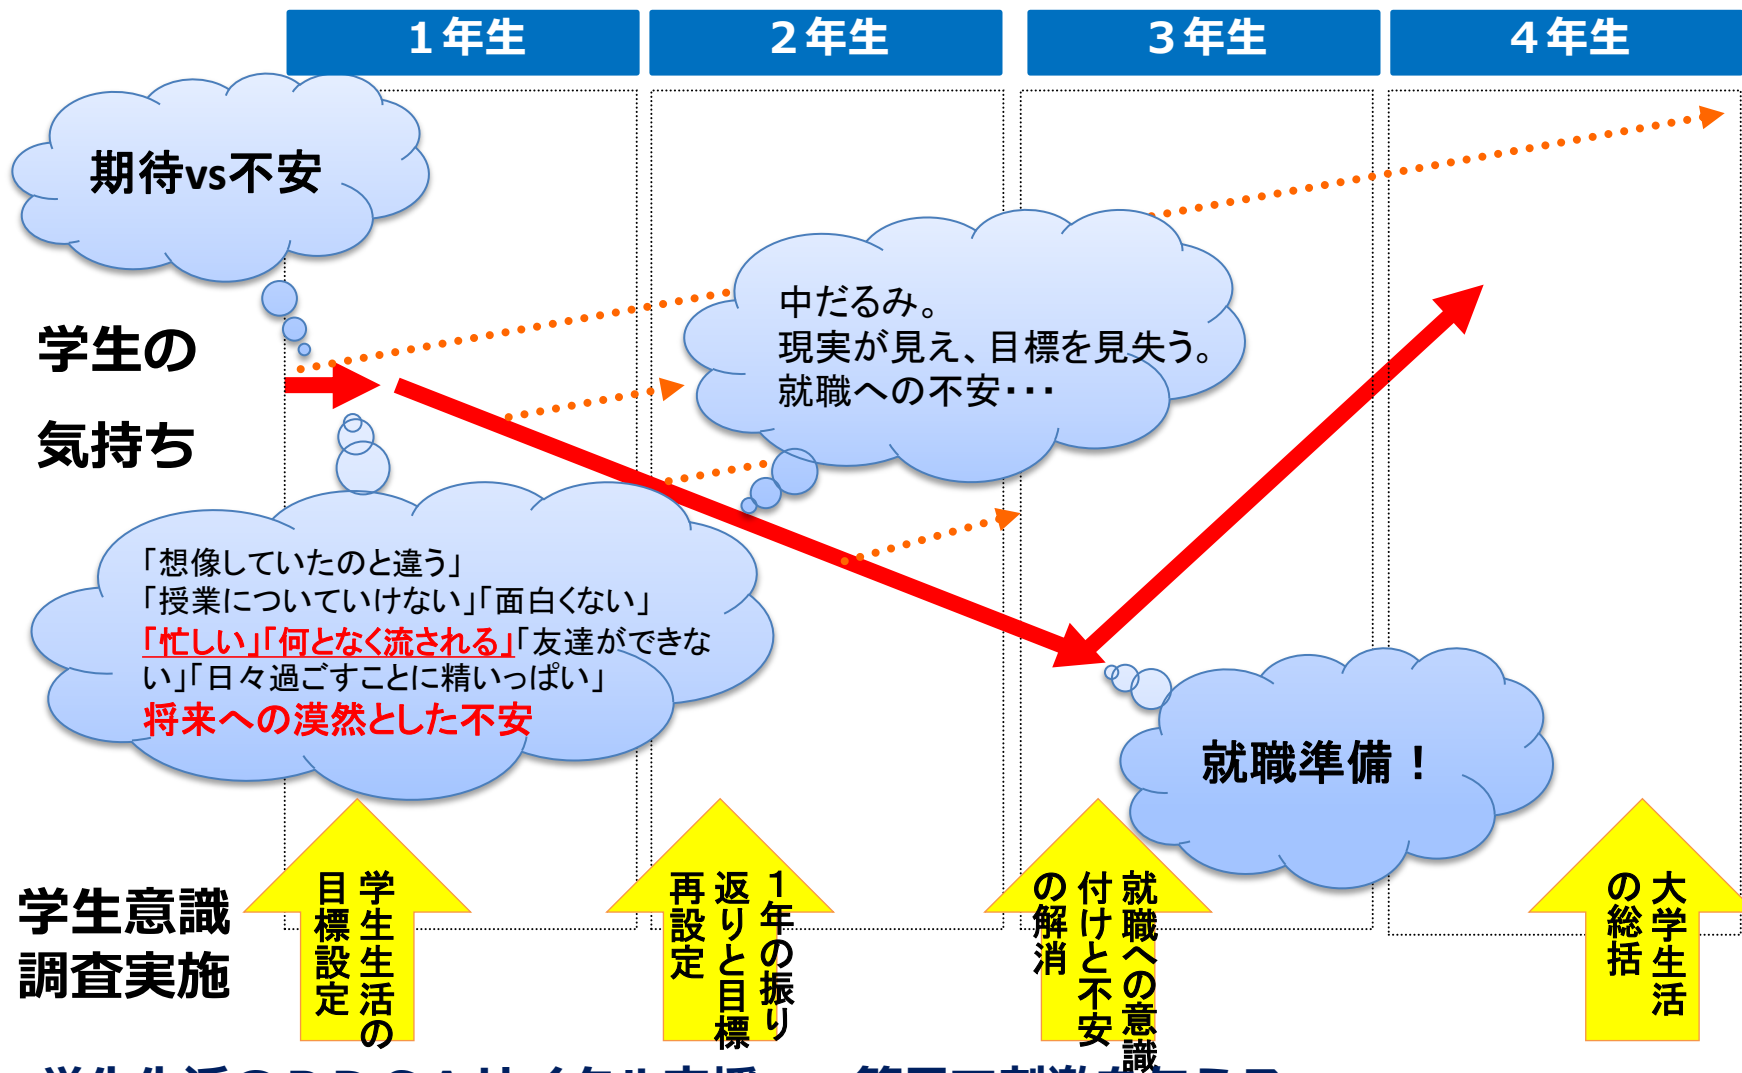 １年生
２年生
３年生
４年生
期待vs不安
学生の
気持ち
中だるみ。
現実が見え、目標を見失う。
就職への不安・・・
「想像していたのと違う」
「授業についていけない」「面白くない」
「忙しい」「何となく流される」「友達ができな
い」「日々過ごすことに精いっぱい」
将来への漠然とした不安
就職準備！
学生意識
調査実施
学生生活の
目標設定
１年の振り
返りと目標
再設定
就職への意識
付けと不安
の解消
大学生活
の総括